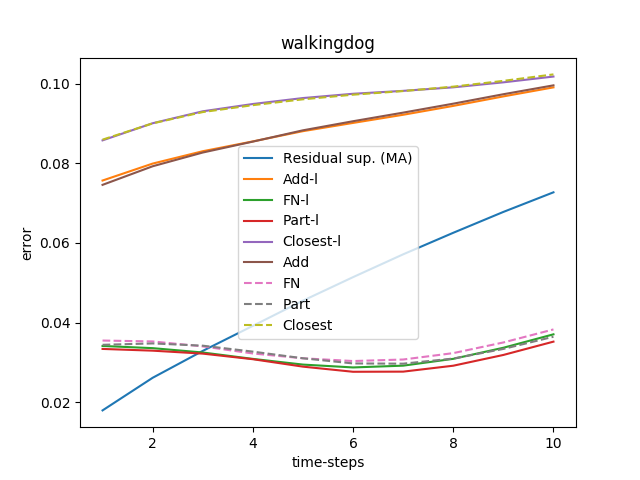 walkingdog
error
0.10
0.08
0.06
0.04
0.02
Residual sup. (MA)
Add-l
FN-l
Part-l
Closest-l
Add
FN
Part
Closest
2 4 6 8 10
time-steps